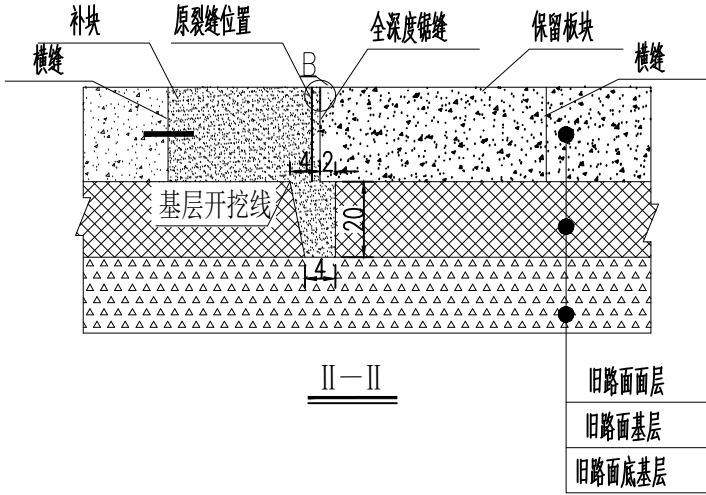 补块
原裂缝位置
全深度锯缝
保留板块
横缝
横缝
B
4 2
基层开挖线
20
4
II—II
旧路面面层
旧路面基层
旧路面底基层